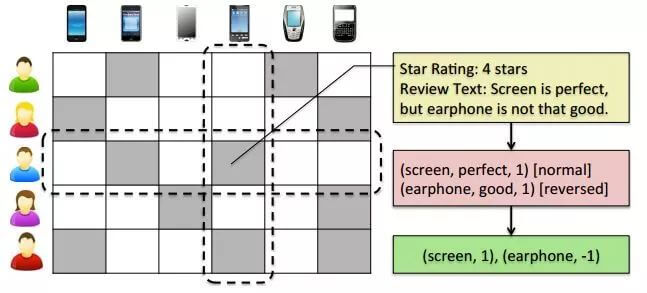 Star Rating: 4 stars
Review Text: Screen is perfect,
but earphone is not that good.
(screen, perfect, 1) [normal]
(earphone, good, 1) [reversed]
(screen, 1), (earphone, -1)